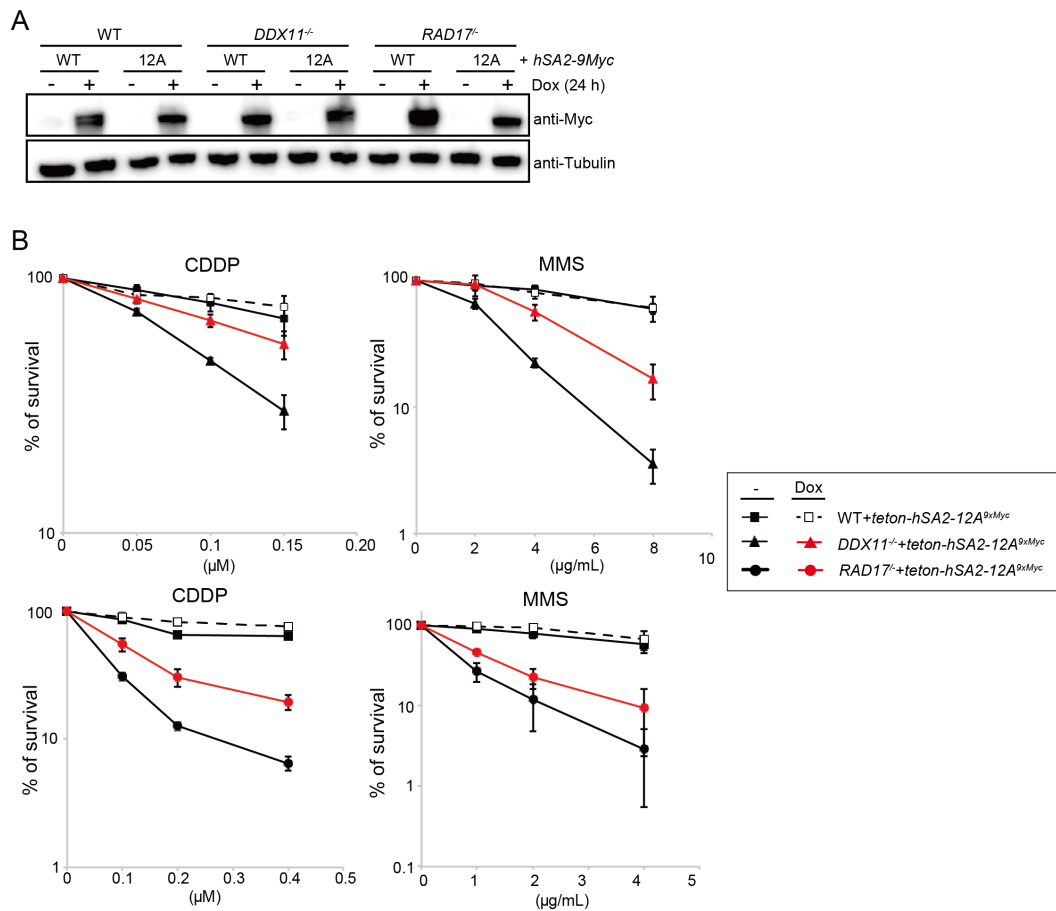 A
WT DDX11-/- RAD17/-
WT 12A WT 12A WT 12A + hSA2-9Myc
- + - + - + - + - + - + Dox (24 h)
anti-Myc
anti-Tubulin
B
CDDP
% of survival
100
10
0 0.05 0.1 0.15 0.20
(µM)
MMS
% of survival
100
10
1
0 2 4 6 8 10
(µg/mL)
- Dox
WT+teton-hSA2-12A9xMyc
DDX11-/-+teton-hSA2-12A9xMyc
RAD17/-+teton-hSA2-12A9xMyc
CDDP
% of survival
100
10
1
0 0.1 0.2 0.3 0.4 0.5
(µM)
MMS
% of survival
100
10
1
0.1
0 1 2 3 4 5
(µg/mL)